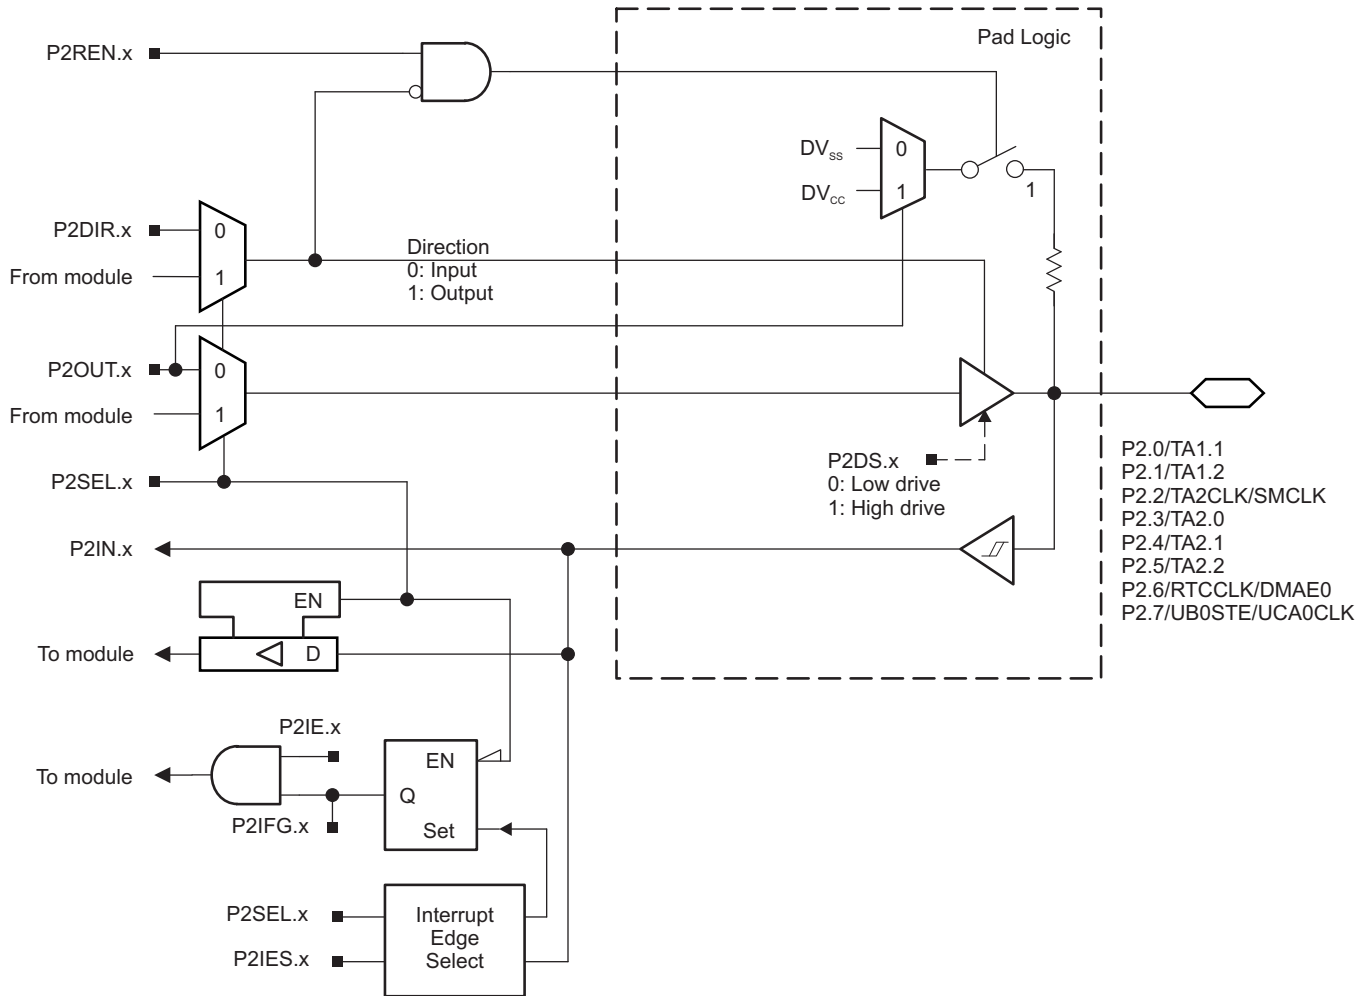 Pad Logic
P2REN.x
DVSS
0
DVCC
1
1
P2DIR.x
0
From module
1
Direction
0: Input
1: Output
P2OUT.x
0
From module
1
P2SEL.x
P2DS.x
0: Low drive
1: High drive
P2.0/TA1.1
P2.1/TA1.2
P2.2/TA2CLK/SMCLK
P2.3/TA2.0
P2.4/TA2.1
P2.5/TA2.2
P2.6/RTCCLK/DMAE0
P2.7/UB0STE/UCA0CLK
P2IN.x
EN
To module
D
P2IE.x
EN
To module
Q
P2IFG.x
Set
P2SEL.x
P2IES.x
Interrupt
Edge
Select